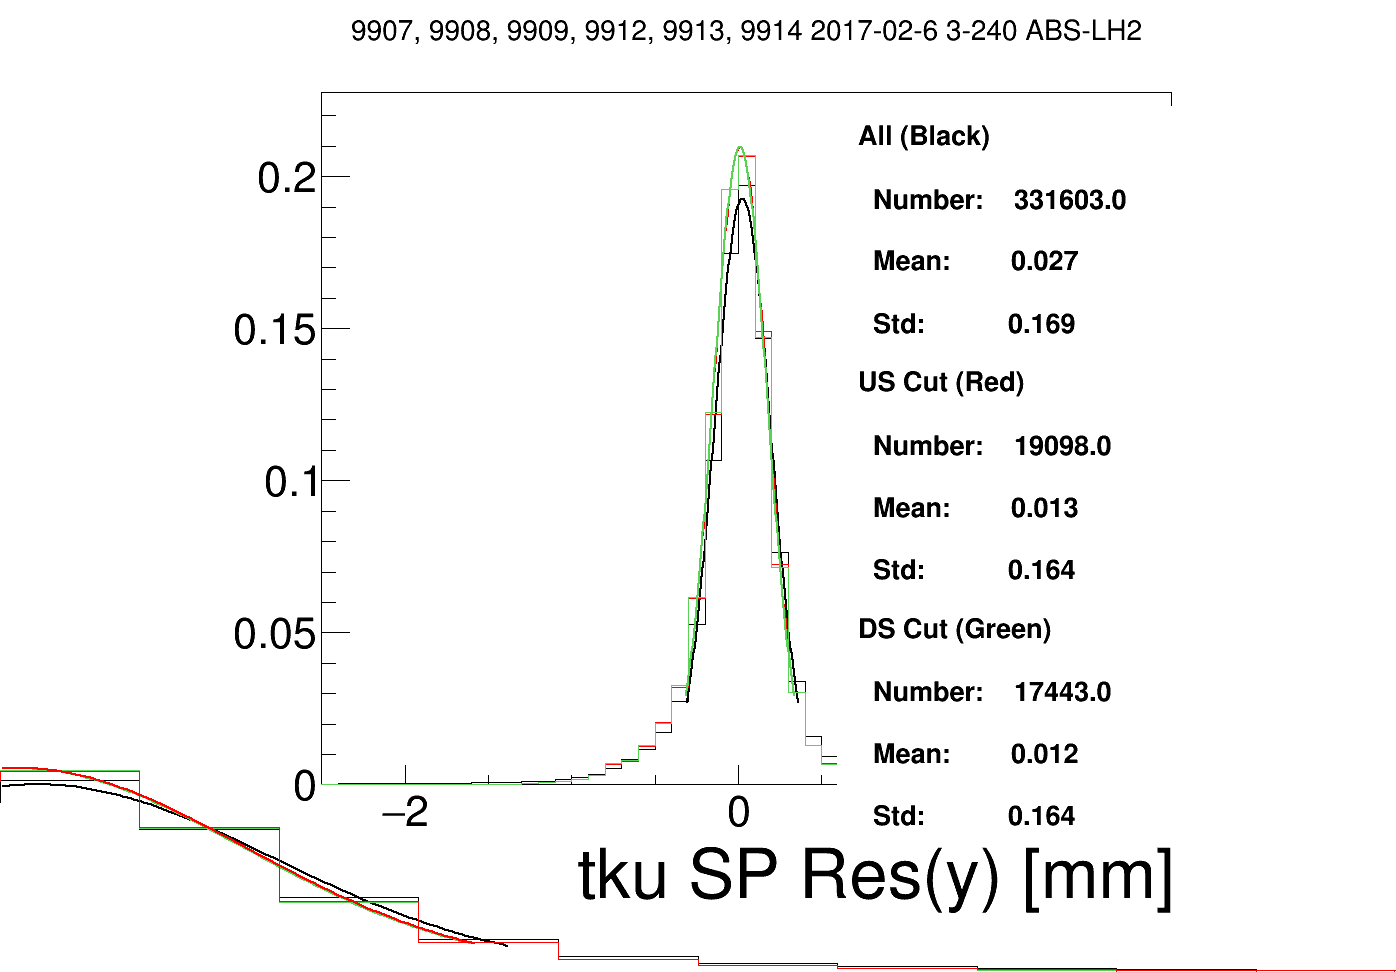 9907, 9908, 9909, 9912, 9913, 9914 2017-02-6 3-240 ABS-LH2
All (Black)
Number: 331603.0
Mean: 0.027
Std: 0.169
US Cut (Red)
Number: 19098.0
Mean: 0.013
Std: 0.164
DS Cut (Green)
Number: 17443.0
Mean: 0.012
Std: 0.164
0.2
0.15
0.1
0.05
0
−2 0
tku SP Res(y) [mm]